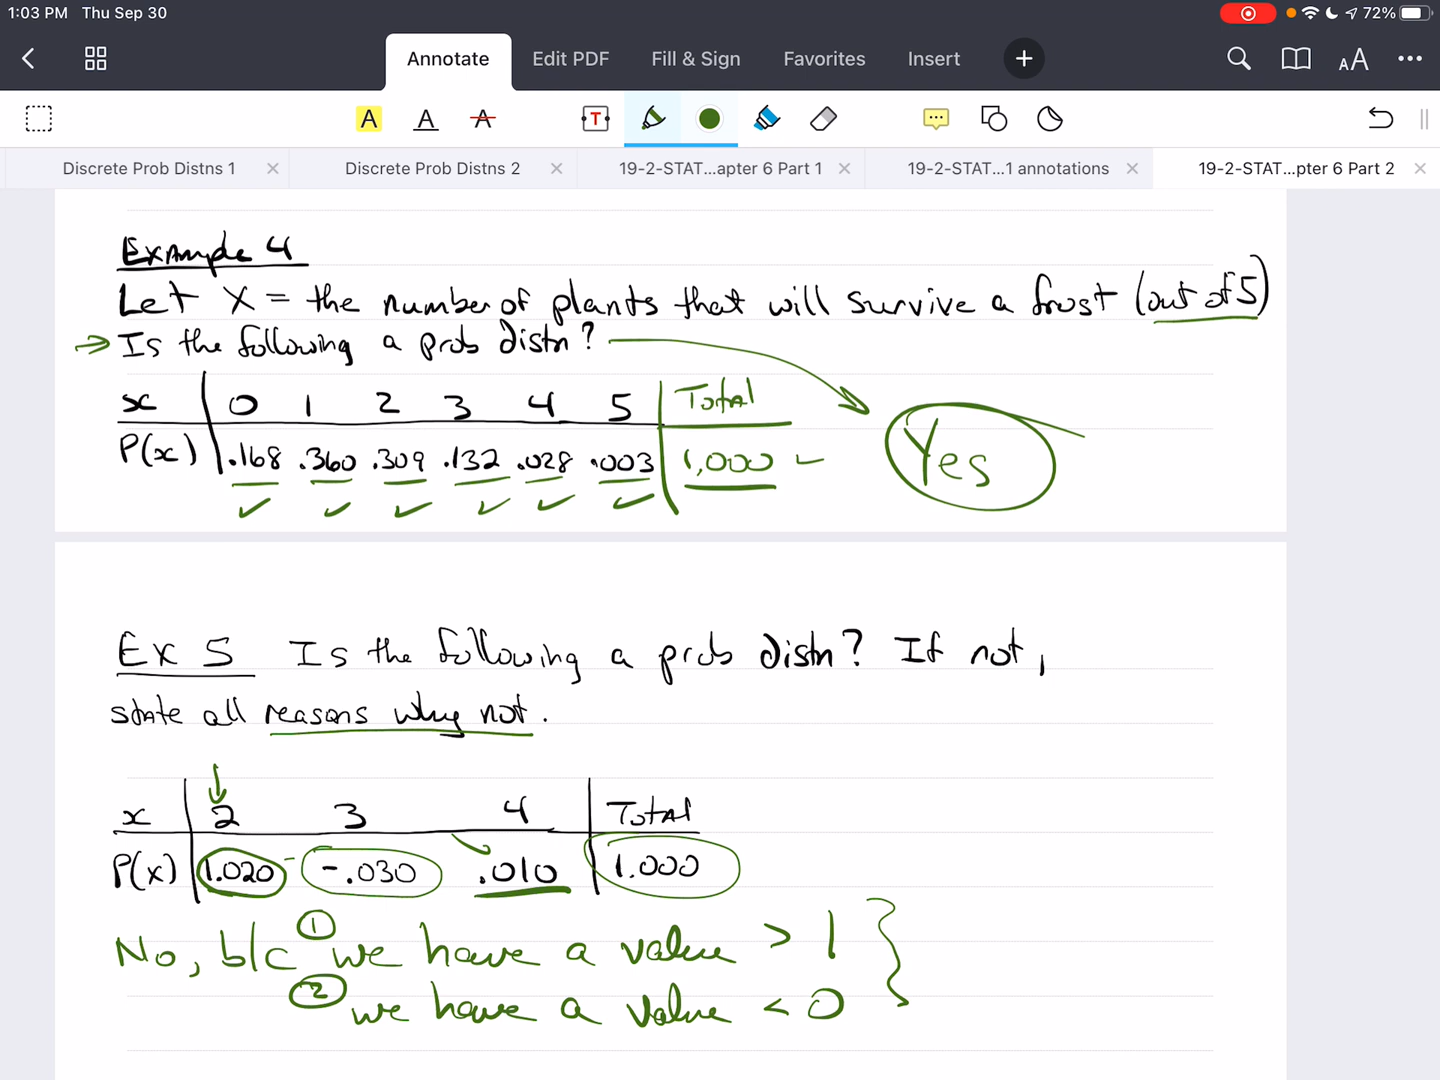 1:03 PM Thu Sep 30 72%
Annotate Edit PDF Fill & Sign Favorites Insert
Discrete Prob Distns 1 Discrete Prob Distns 2 19-2-STAT...apter 6 Part 1 19-2-STAT...1 annotations 19-2-STAT...pter 6 Part 2
Example 4
Let X = the number of plants that will survive a frost (out of 5)
Is the following a prob distn?
x 0 1 2 3 4 5 Total
P(x) .168 .360 .309 .132 .028 .003 1,000
Yes
Ex 5 Is the following a prob distn? If not,
state all reasons why not.
x 2 3 4 Total
P(x) 1.020 -.030 .010 1.000
No, b/c ① we have a value > 1
② we have a value < 0